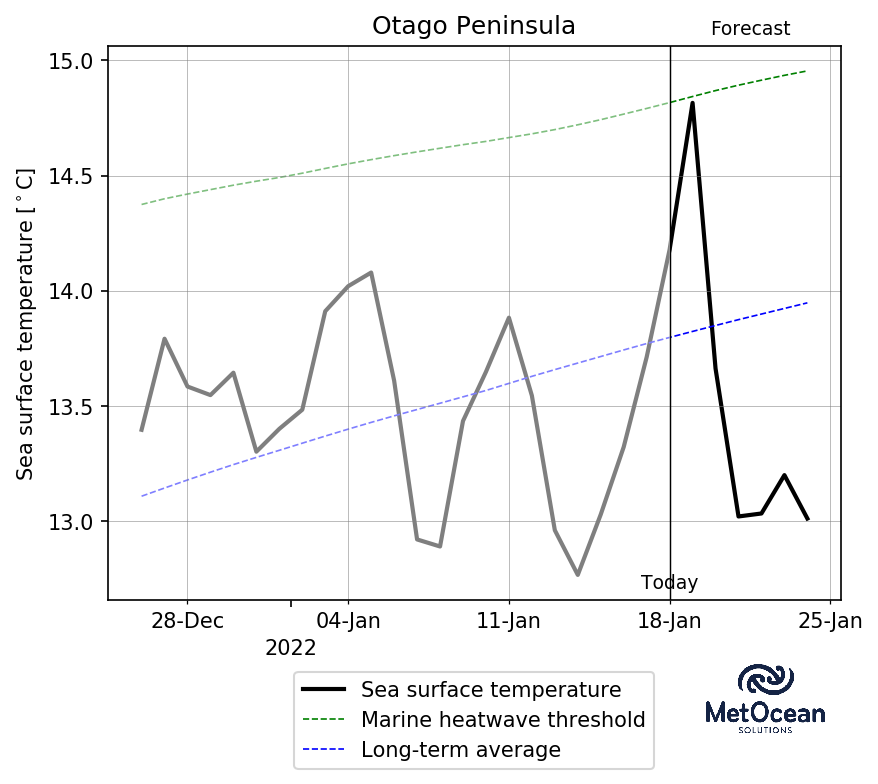 Otago Peninsula
Forecast
Sea surface temperature [°C]
15.0
14.5
14.0
13.5
13.0
Today
28-Dec
04-Jan
11-Jan
18-Jan
25-Jan
2022
Sea surface temperature
Marine heatwave threshold
Long-term average
MetOcean
SOLUTIONS